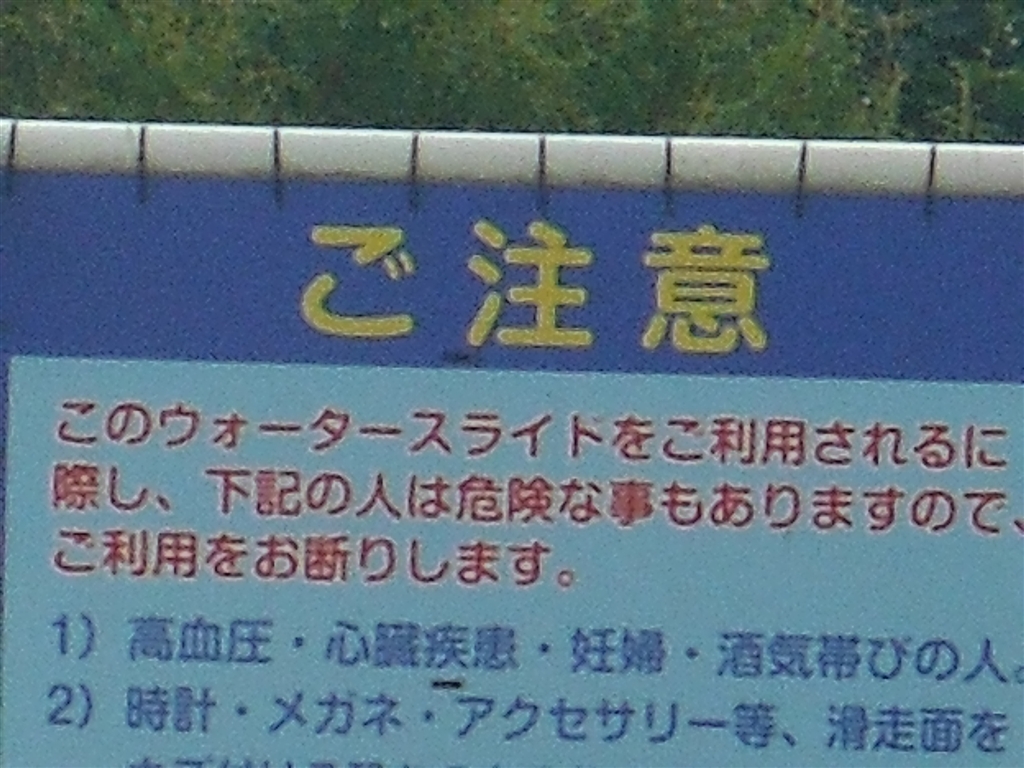 ご注意
このウォータースライドをご利用されるに
際し、下記の人は危険な事もありますので、
ご利用をお断りします。
1）高血圧・心臓疾患・妊婦・酒気帯びの人。
2）時計・メガネ・アクセサリー等、滑走面を